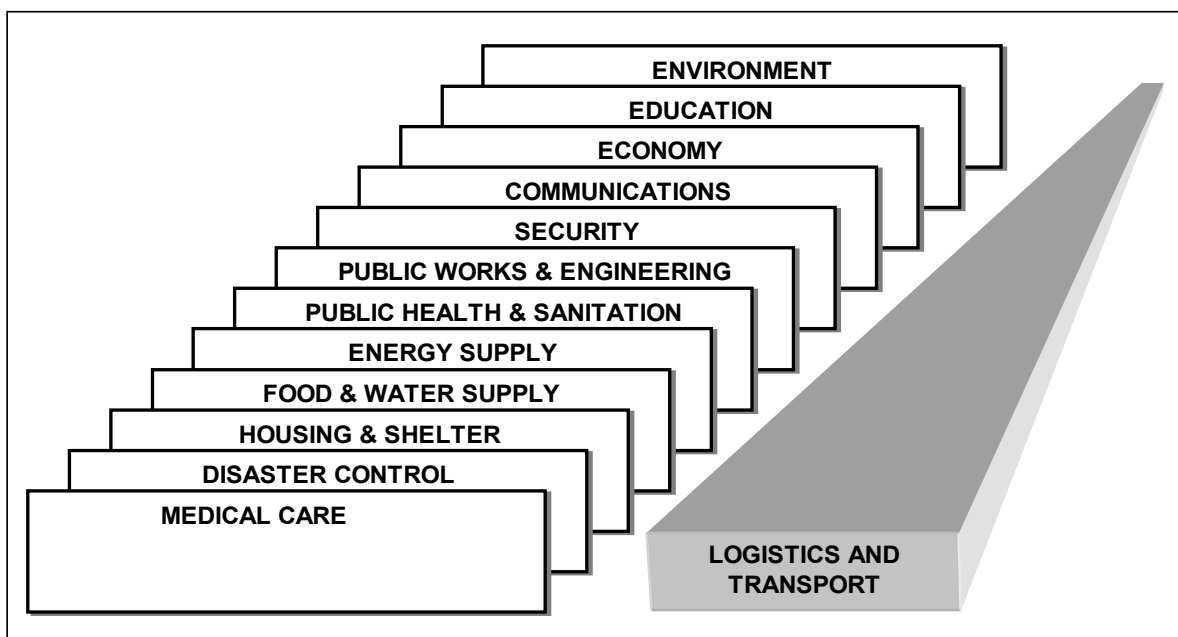 ENVIRONMENT
EDUCATION
ECONOMY
COMMUNICATIONS
SECURITY
PUBLIC WORKS & ENGINEERING
PUBLIC HEALTH & SANITATION
ENERGY SUPPLY
FOOD & WATER SUPPLY
HOUSING & SHELTER
DISASTER CONTROL
MEDICAL CARE
LOGISTICS AND
TRANSPORT